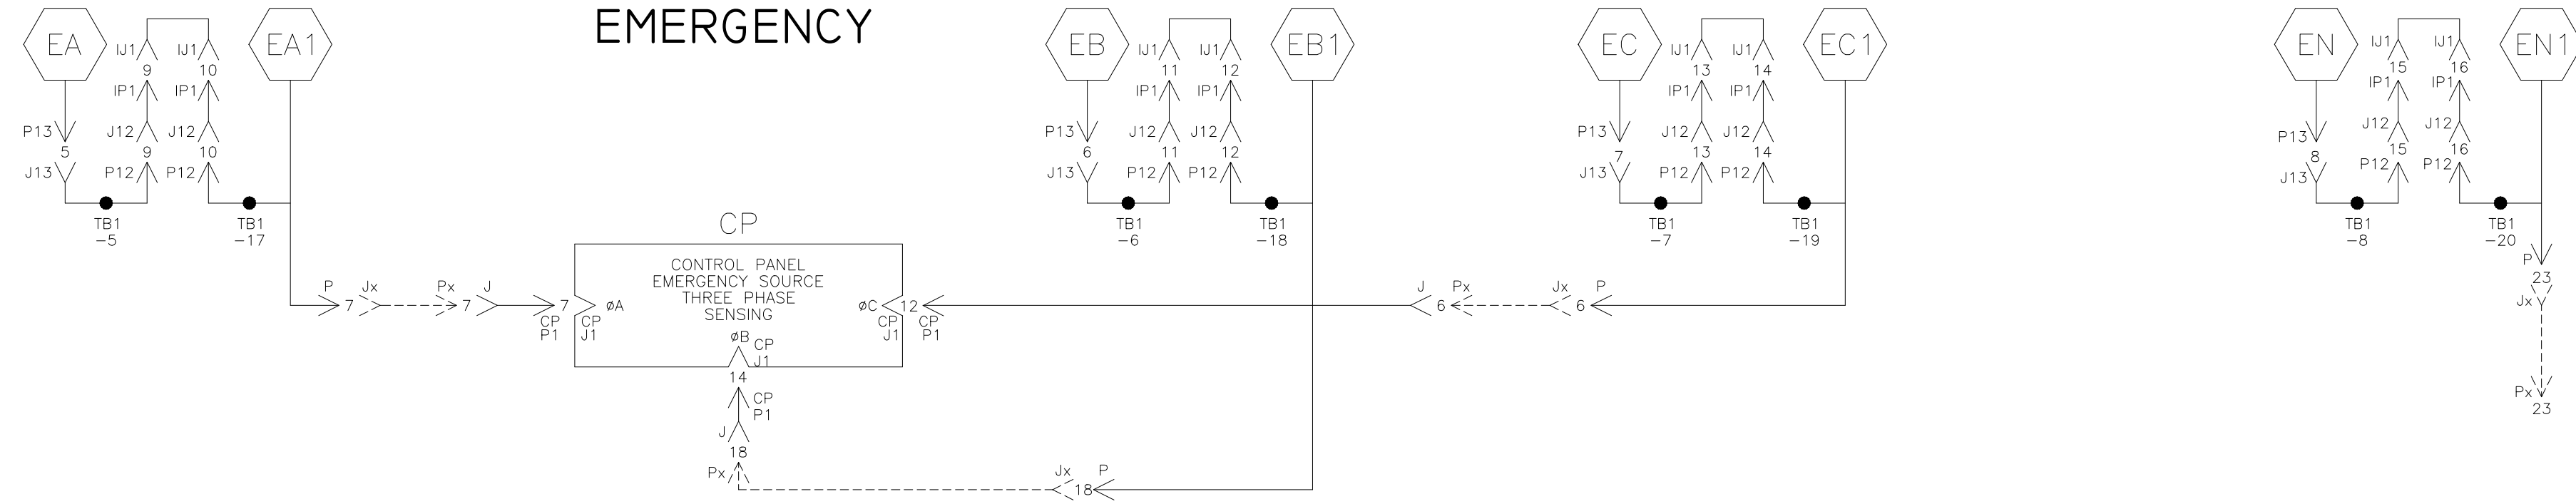 EMERGENCY
EA
IJ1
IJ1
EA1
9
10
IP1
IP1
P13
J12
J12
5
9
10
J13
P12
P12
TB1
-5
TB1
-17
EB
IJ1
IJ1
EB1
11
12
IP1
IP1
P13
J12
J12
6
11
12
J13
P12
P12
TB1
-6
TB1
-18
EC
IJ1
IJ1
EC1
13
14
IP1
IP1
P13
J12
J12
7
13
14
J13
P12
P12
TB1
-7
TB1
-19
EN
IJ1
IJ1
EN1
15
16
IP1
IP1
P13
J12
J12
8
15
16
J13
P12
P12
TB1
-8
TB1
-20
P
23
Jx
Px
23
CP
CONTROL PANEL
EMERGENCY SOURCE
THREE PHASE
SENSING
P
7
Jx
Px
7
J
7
CP
P1
CP
J1
øA
øC
12
CP
J1
CP
P1
J
6
Px
Jx
6
P
øB
CP
J1
14
CP
P1
J
18
Px
Jx
18
P